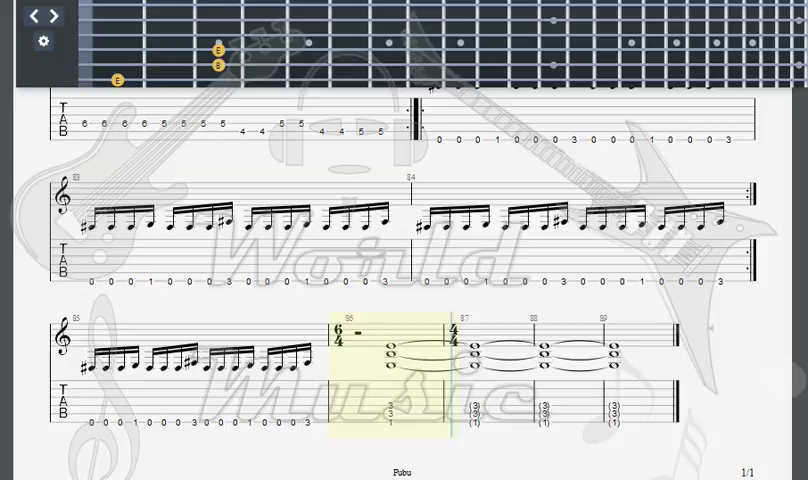 E
B
E
T 6 6 6 6 6 5 5 5 5 5
A 4 4 4 4 5 5
B 0 0 0 1 0 0 0 3 0 0 0 1 0 0 0 3
83 84
T
A
B 0 0 0 1 0 0 0 3 0 0 0 1 0 0 0 3 0 0 0 1 0 0 0 3 0 0 0 1 0 0 0 3
World
85 6 4 4 4 87 88 89
T
A 3 (3) (3) (3)
3 (3) (3) (3)
B 0 0 0 1 0 0 0 3 0 0 0 1 0 0 0 3 1 (1) (1) (1)
Music
Fubu 1/1